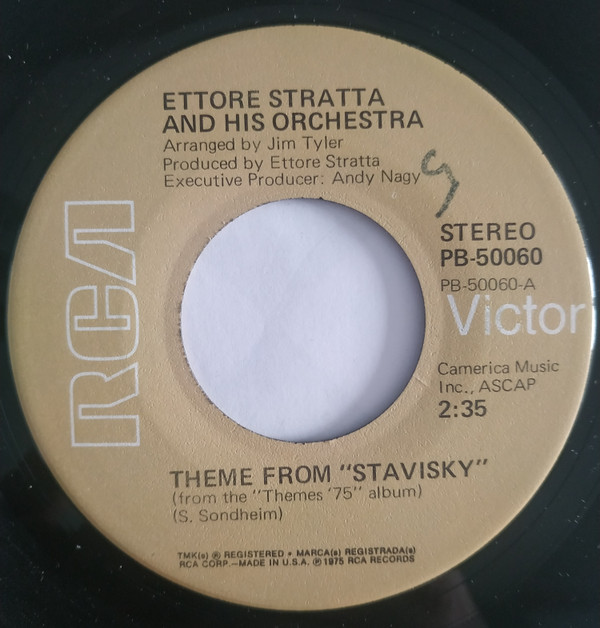 ETTORE STRATTA
AND HIS ORCHESTRA
Arranged by Jim Tyler
Produced by Ettore Stratta
Executive Producer: Andy Nagy
RCA
STEREO
PB-50060
PB-50060-A
Victor
Camerica Music
Inc., ASCAP
2:35
THEME FROM "STAVISKY"
(from the "Themes '75" album)
(S. Sondheim)
TMK(s) ® REGISTERED • MARCA(s) REGISTRADA(s)
RCA CORP.—MADE IN U.S.A. ℗ 1975 RCA RECORDS